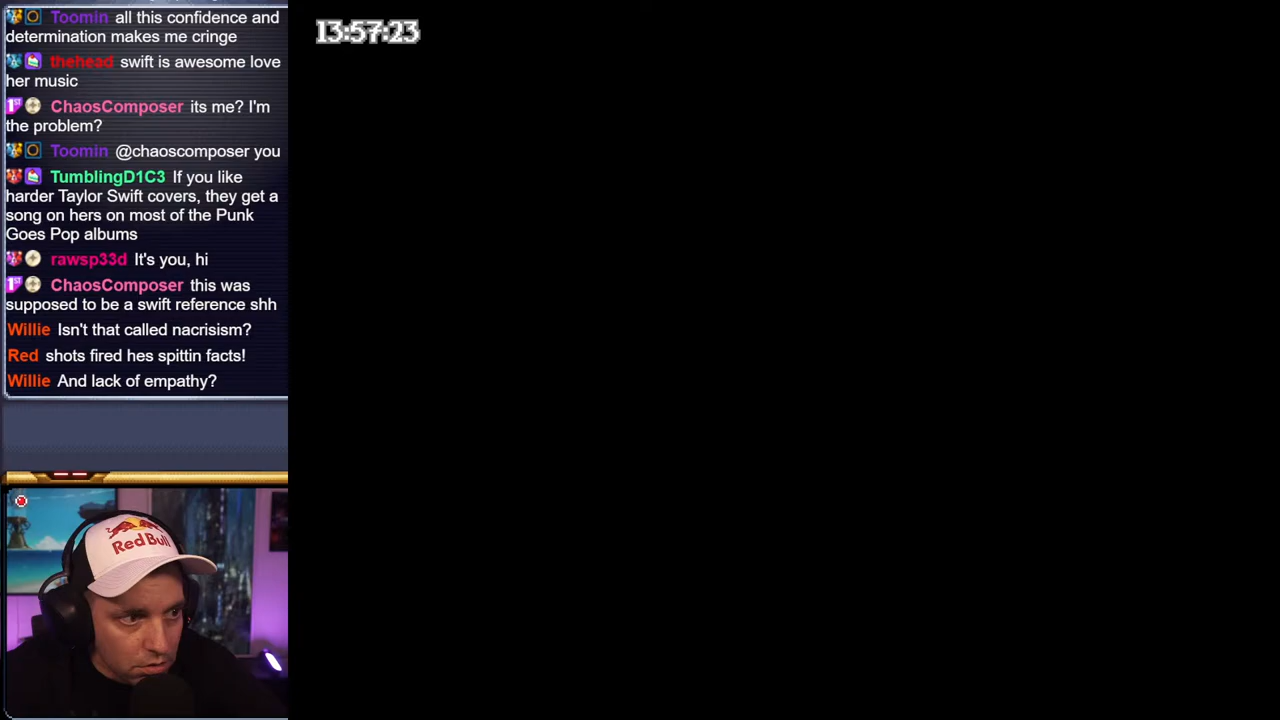 Toomin all this confidence and
determination makes me cringe
thehead swift is awesome love
her music
1ST ChaosComposer its me? I'm
the problem?
Toomin @chaoscomposer you
TumblingD1C3 If you like
harder Taylor Swift covers, they get a
song on hers on most of the Punk
Goes Pop albums
rawsp33d It's you, hi
1ST ChaosComposer this was
supposed to be a swift reference shh
Willie Isn't that called nacrisism?
Red shots fired hes spittin facts!
Willie And lack of empathy?
Red Bull
13:57:23